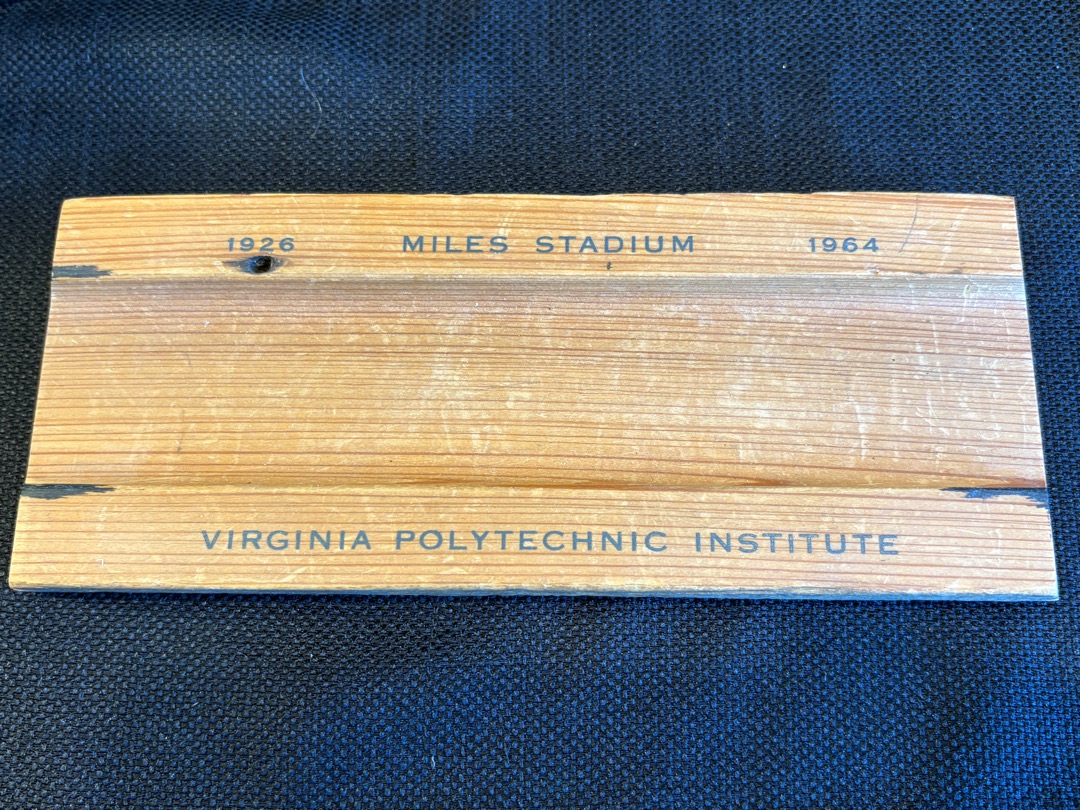 1926 MILES STADIUM 1964
VIRGINIA POLYTECHNIC INSTITUTE